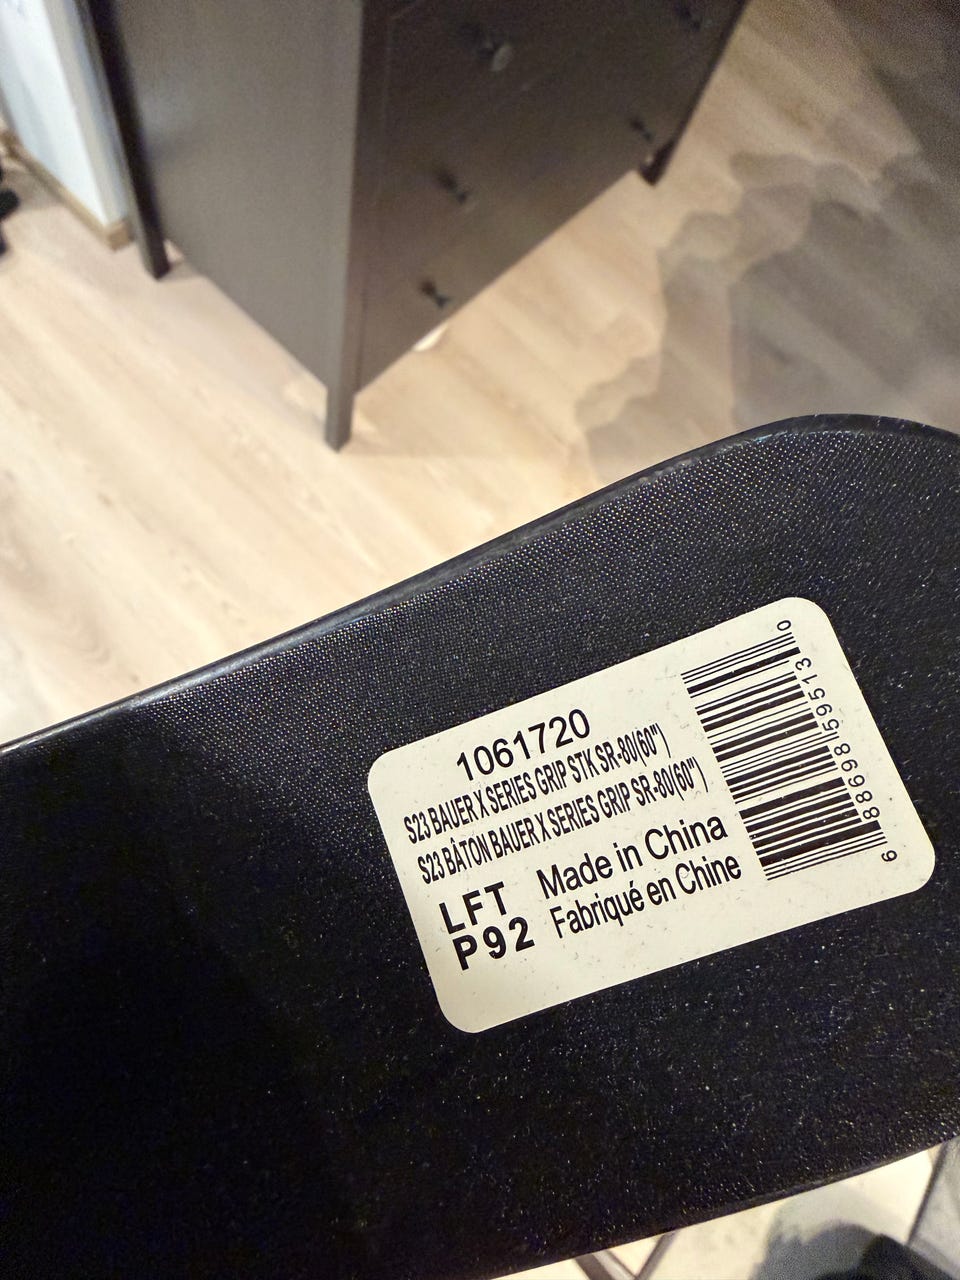 1061720
S23 BAUER X SERIES GRIP STK SR-80(60")
S23 BÂTON BAUER X SERIES GRIP SR-80(60")
LFT
P92
Made in China
Fabriqué en Chine
6 88698 59513 0